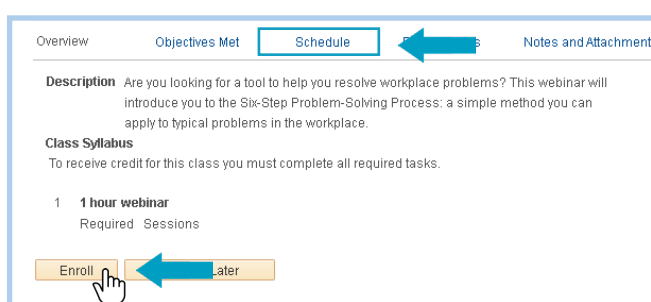 Overview Objectives Met Schedule Notes and Attachment
Description Are you looking for a tool to help you resolve workplace problems? This webinar will
introduce you to the Six-Step Problem-Solving Process: a simple method you can
apply to typical problems in the workplace.
Class Syllabus
To receive credit for this class you must complete all required tasks.
1 1 hour webinar
Required Sessions
Enroll Later